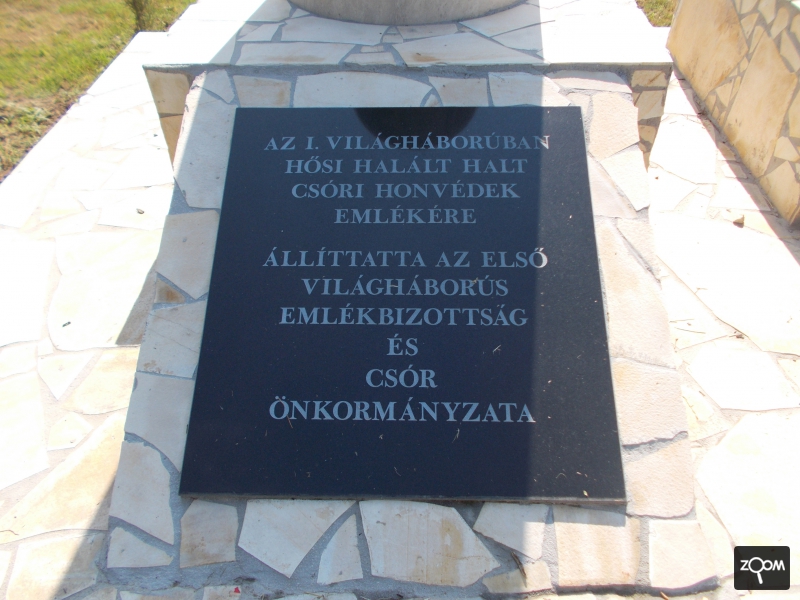 AZ I. VILÁGHÁBORÚBAN
HŐSI HALÁLT HALT
CSÓRI HONVÉDEK
EMLÉKÉRE
ÁLLÍTTATTA AZ ELSŐ
VILÁGHÁBORÚS
EMLÉKBIZOTTSÁG
ÉS
CSÓR
ÖNKORMÁNYZATA
ZOOM